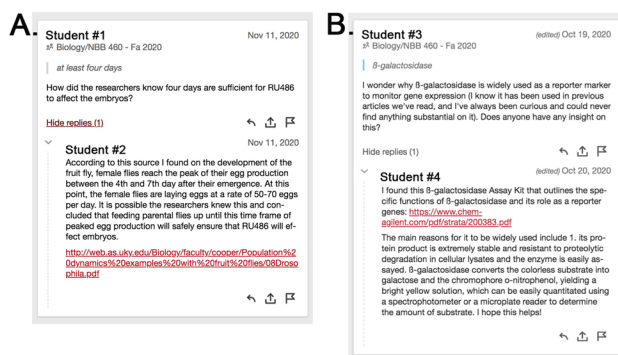 A.
Student #1
Nov 11, 2020
Biology/NBB 460 - Fa 2020
at least four days
How did the researchers know four days are sufficient for RU486
to affect the embryos?
Hide replies (1)
Student #2
Nov 11, 2020
According to this source I found on the development of the
fruit fly, female flies reach the peak of their egg production
between the 4th and 7th day after their emergence. At this
point, the female flies are laying eggs at a rate of 50-70 eggs
per day. It is possible the researchers knew this and con-
cluded that feeding parental flies up until this time frame of
peaked egg production will safely ensure that RU486 will ef-
fect embryos.
http://web.as.uky.edu/Biology/faculty/cooper/Population%2
0dynamics%20examples%20with%20fruit%20flies/08Droso
phila.pdf
B.
Student #3
(edited) Oct 19, 2020
Biology/NBB 460 - Fa 2020
ß-galactosidase
I wonder why ß-galactosidase is widely used as a reporter marker
to monitor gene expression (I know it has been used in previous
articles we've read, and I've always been curious and could never
find anything substantial on it). Does anyone have any insight on
this?
Hide replies (1)
Student #4
(edited) Oct 20, 2020
I found this ß-galactosidase Assay Kit that outlines the spe-
cific functions of ß-galactosidase and its role as a reporter
genes: https://www.chem-
agilent.com/pdf/strata/200383.pdf
The main reasons for it to be widely used include 1. its pro-
tein product is extremely stable and resistant to proteolytic
degradation in cellular lysates and the enzyme is easily as-
sayed. ß-galactosidase converts the colorless substrate into
galactose and the chromophore o-nitrophenol, yielding a
bright yellow solution, which can be easily quantitated using
a spectrophotometer or a microplate reader to determine
the amount of substrate. I hope this helps!